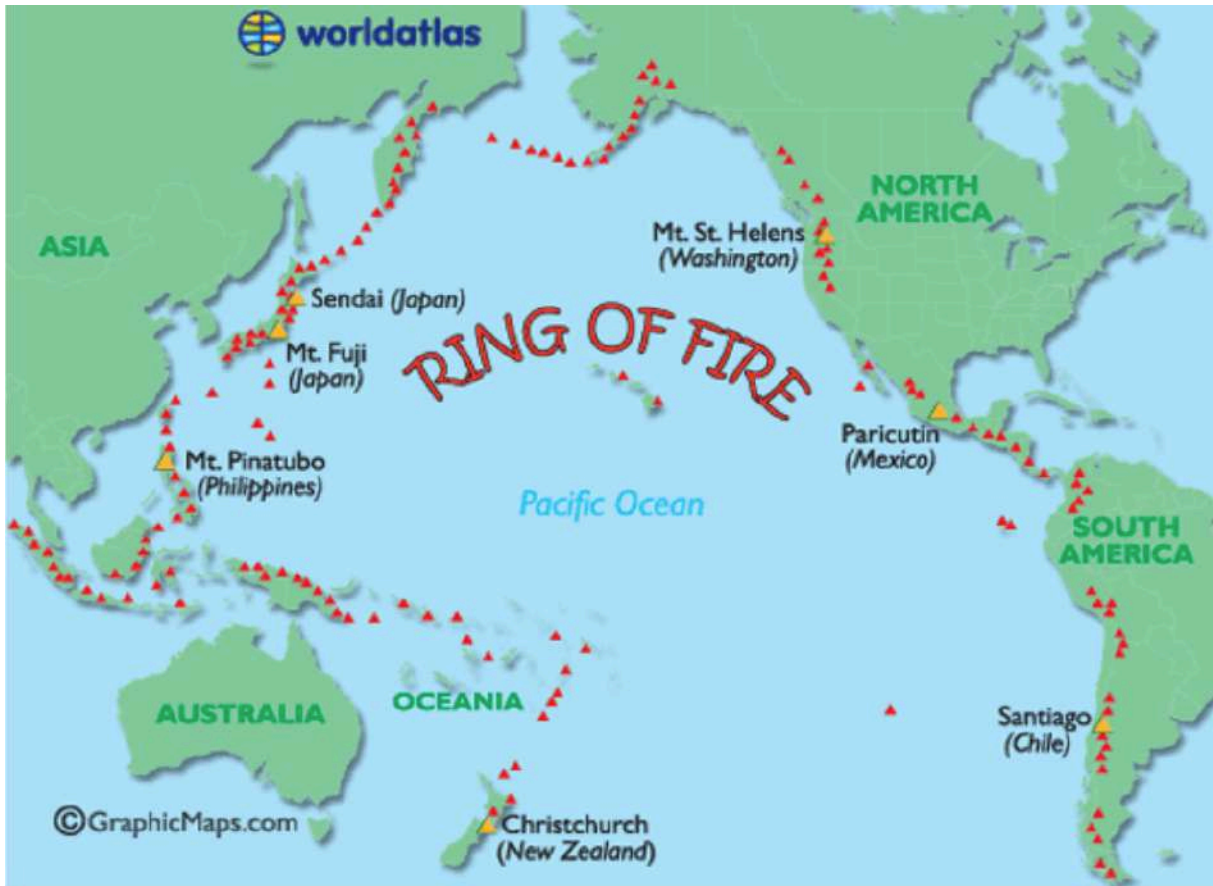 worldatlas
NORTH
AMERICA
ASIA
Mt. St. Helens
(Washington)
Sendai (Japan)
RING OF FIRE
Mt. Fuji
(Japan)
Paricutin
(Mexico)
Mt. Pinatubo
(Philippines)
Pacific Ocean
SOUTH
AMERICA
OCEANIA
AUSTRALIA
Santiago
(Chile)
©GraphicMaps.com
Christchurch
(New Zealand)